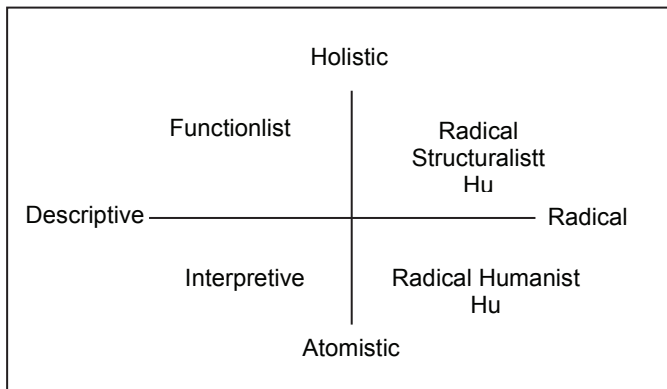 Holistic
Functionlist
Radical
Structuralistt
Hu
Descriptive
Radical
Interpretive
Radical Humanist
Hu
Atomistic